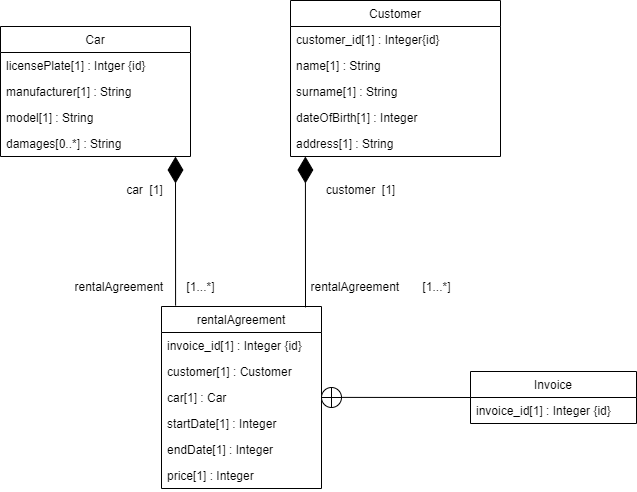 Customer
customer_id[1] : Integer{id}
name[1] : String
surname[1] : String
dateOfBirth[1] : Integer
address[1] : String
Car
licensePlate[1] : Intger {id}
manufacturer[1] : String
model[1] : String
damages[0..*] : String
car [1]
customer [1]
rentalAgreement [1...*]
rentalAgreement [1...*]
rentalAgreement
invoice_id[1] : Integer {id}
customer[1] : Customer
car[1] : Car
startDate[1] : Integer
endDate[1] : Integer
price[1] : Integer
Invoice
invoice_id[1] : Integer {id}